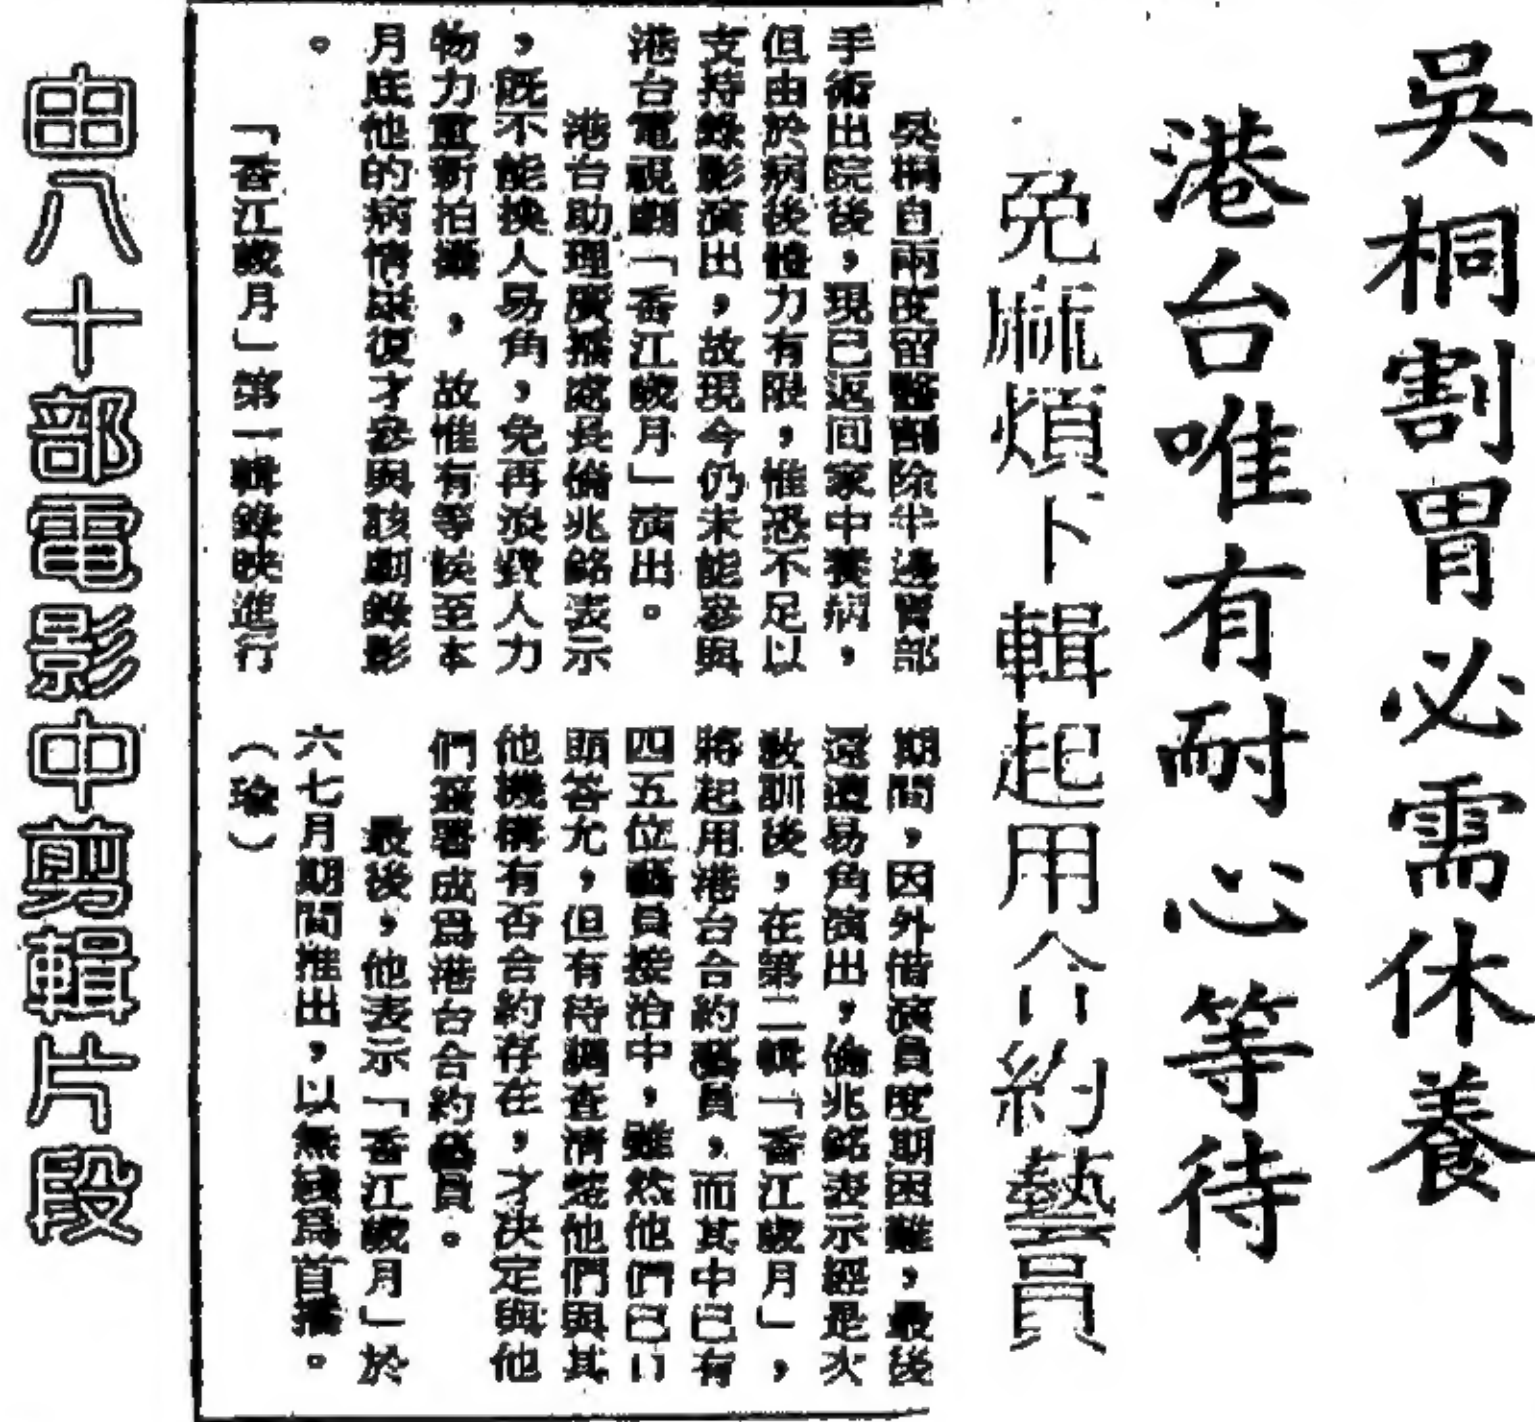 吳桐割胃必需休養
港台唯有耐心等待
免麻煩下輯起用合約藝員
吳桐自兩度留醫割除半邊胃部
手術出院後，現已返回家中養病，
但由於病後體力有限，惟恐不足以
支持錄影演出，故現今仍未能參與
港台電視劇「香江歲月」演出。
港台助理廣播處長倫兆銘表示
，旣不能換人易角，免再浪費人力
物力重新拍攝，故惟有等候至本
月底他的病情康復才參與該劇錄影
。
「香江歲月」第一輯錄映進行
期間，因外借演員度期困難，最後
還遭易角演出，倫兆銘表示經是次
敎訓後，在第二輯「香江歲月」，
將起用港台合約藝員，而其中已有
四五位藝員接洽中，雖然他們已口
頭答允，但有待調查清楚他們與其
他機構有否合約存在，才决定與他
們簽署成爲港台合約藝員。
最後，他表示「香江歲月」於
六七月期間推出，以無綫爲首播。
（瑜）
由八十部電影中剪輯片段